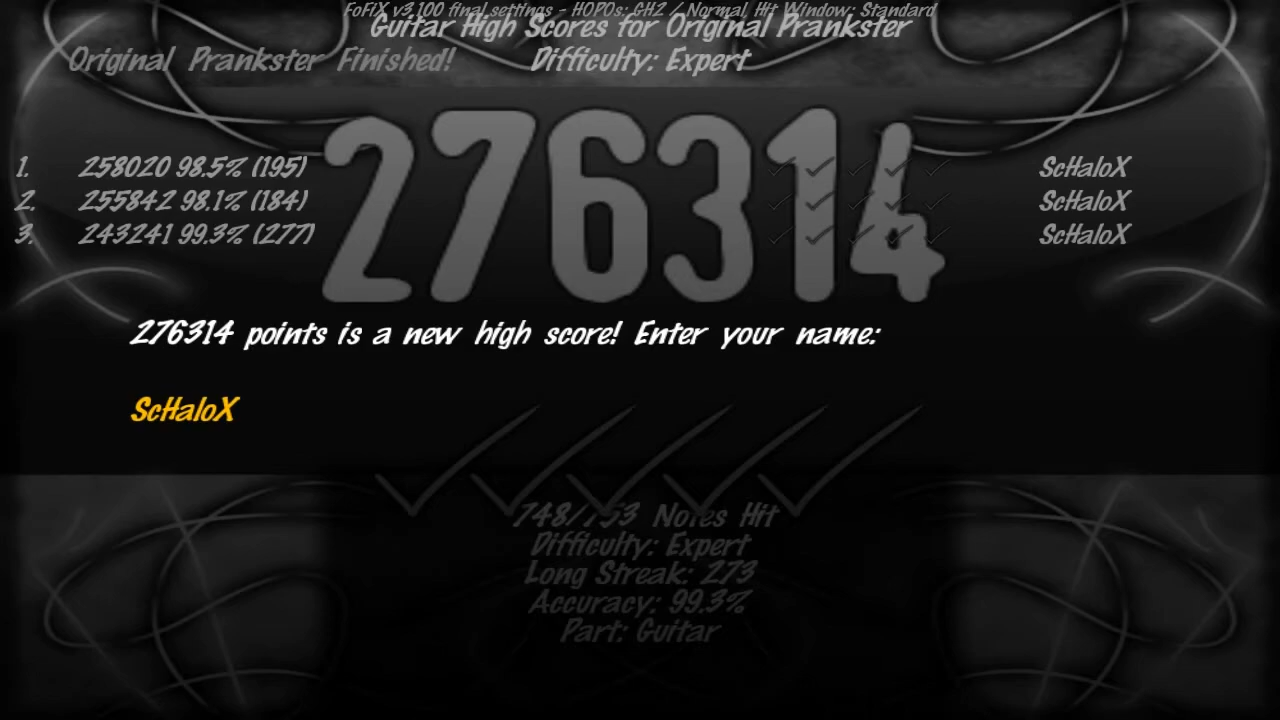 FoFiX v3.100 final settings - HOPOs: GH2 / Normal, Hit Window: Standard
Guitar High Scores for Original Prankster
Original Prankster Finished! Difficulty: Expert
276314
1. 258020 98.5% (195) ScHaloX
2. 255842 98.1% (184) ScHaloX
3. 243241 99.3% (277) ScHaloX
276314 points is a new high score! Enter your name:
ScHaloX
748/753 Notes Hit
Difficulty: Expert
Long Streak: 273
Accuracy: 99.3%
Part: Guitar